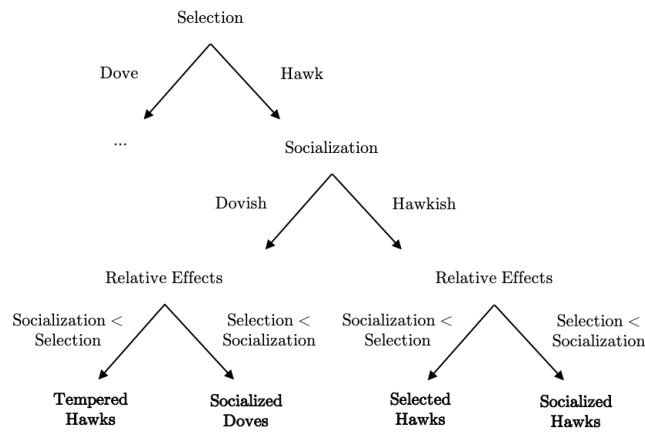 Selection
Dove
Hawk
...
Socialization
Dovish
Hawkish
Relative Effects
Relative Effects
Socialization <
Selection
Selection <
Socialization
Socialization <
Selection
Selection <
Socialization
Tempered
Hawks
Socialized
Doves
Selected
Hawks
Socialized
Hawks